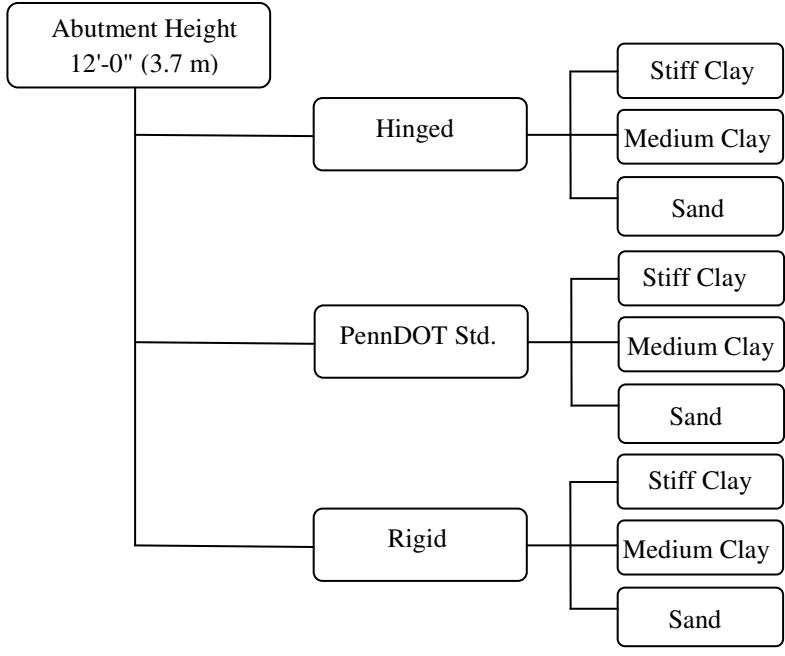 Abutment Height
12'-0" (3.7 m)
Hinged
Stiff Clay
Medium Clay
Sand
PennDOT Std.
Stiff Clay
Medium Clay
Sand
Rigid
Stiff Clay
Medium Clay
Sand